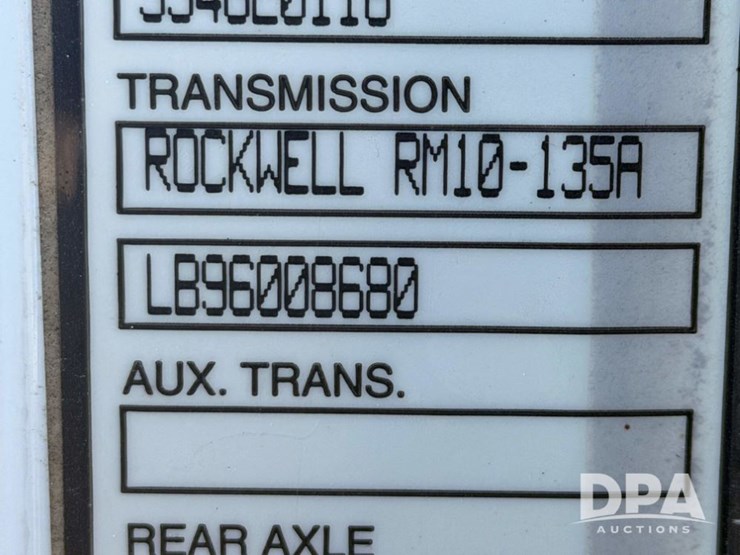 TRANSMISSION
ROCKWELL RM10-135A
LB96008680
AUX. TRANS.
REAR AXLE
DPA
AUCTIONS